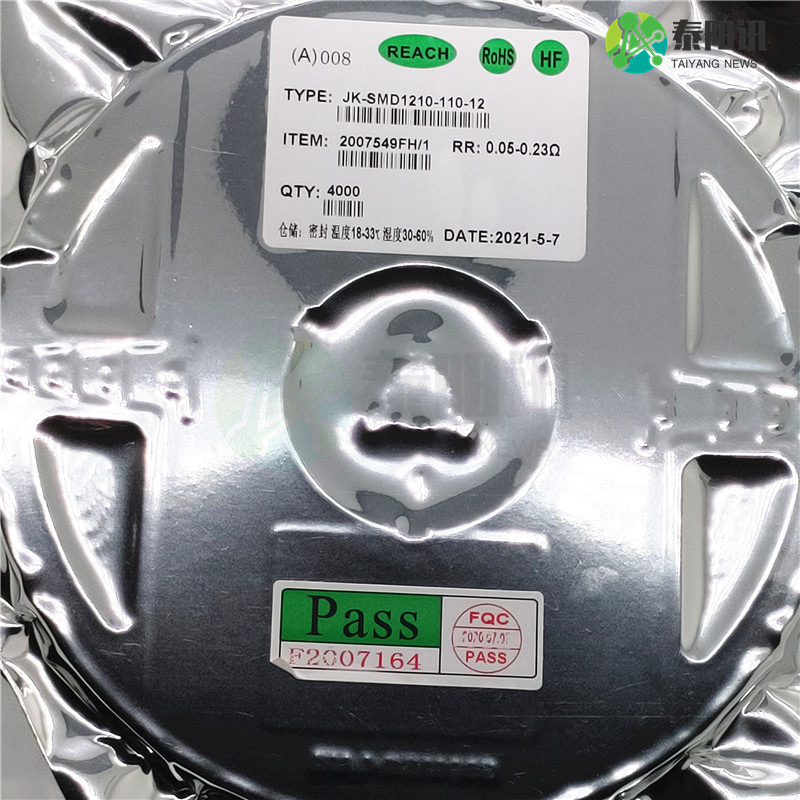 泰阳讯
TAIYANG NEWS
(A)008 REACH RoHS HF
TYPE: JK-SMD1210-110-12
ITEM: 2007549FH/1 RR: 0.05-0.23Ω
QTY: 4000
仓储: 密封 温度18-33℃ 湿度30-60% DATE:2021-5-7
Pass
F2007164
FQC
PASS